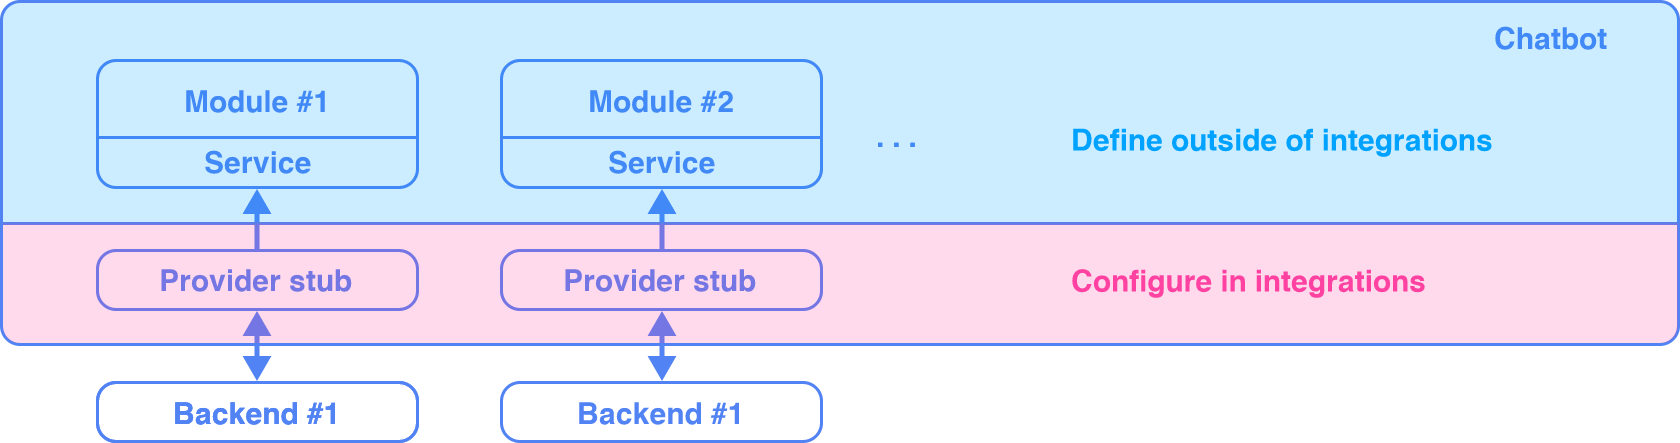 Chatbot
Module #1
Module #2
Service
Service
...
Define outside of integrations
Provider stub
Provider stub
Configure in integrations
Backend #1
Backend #1